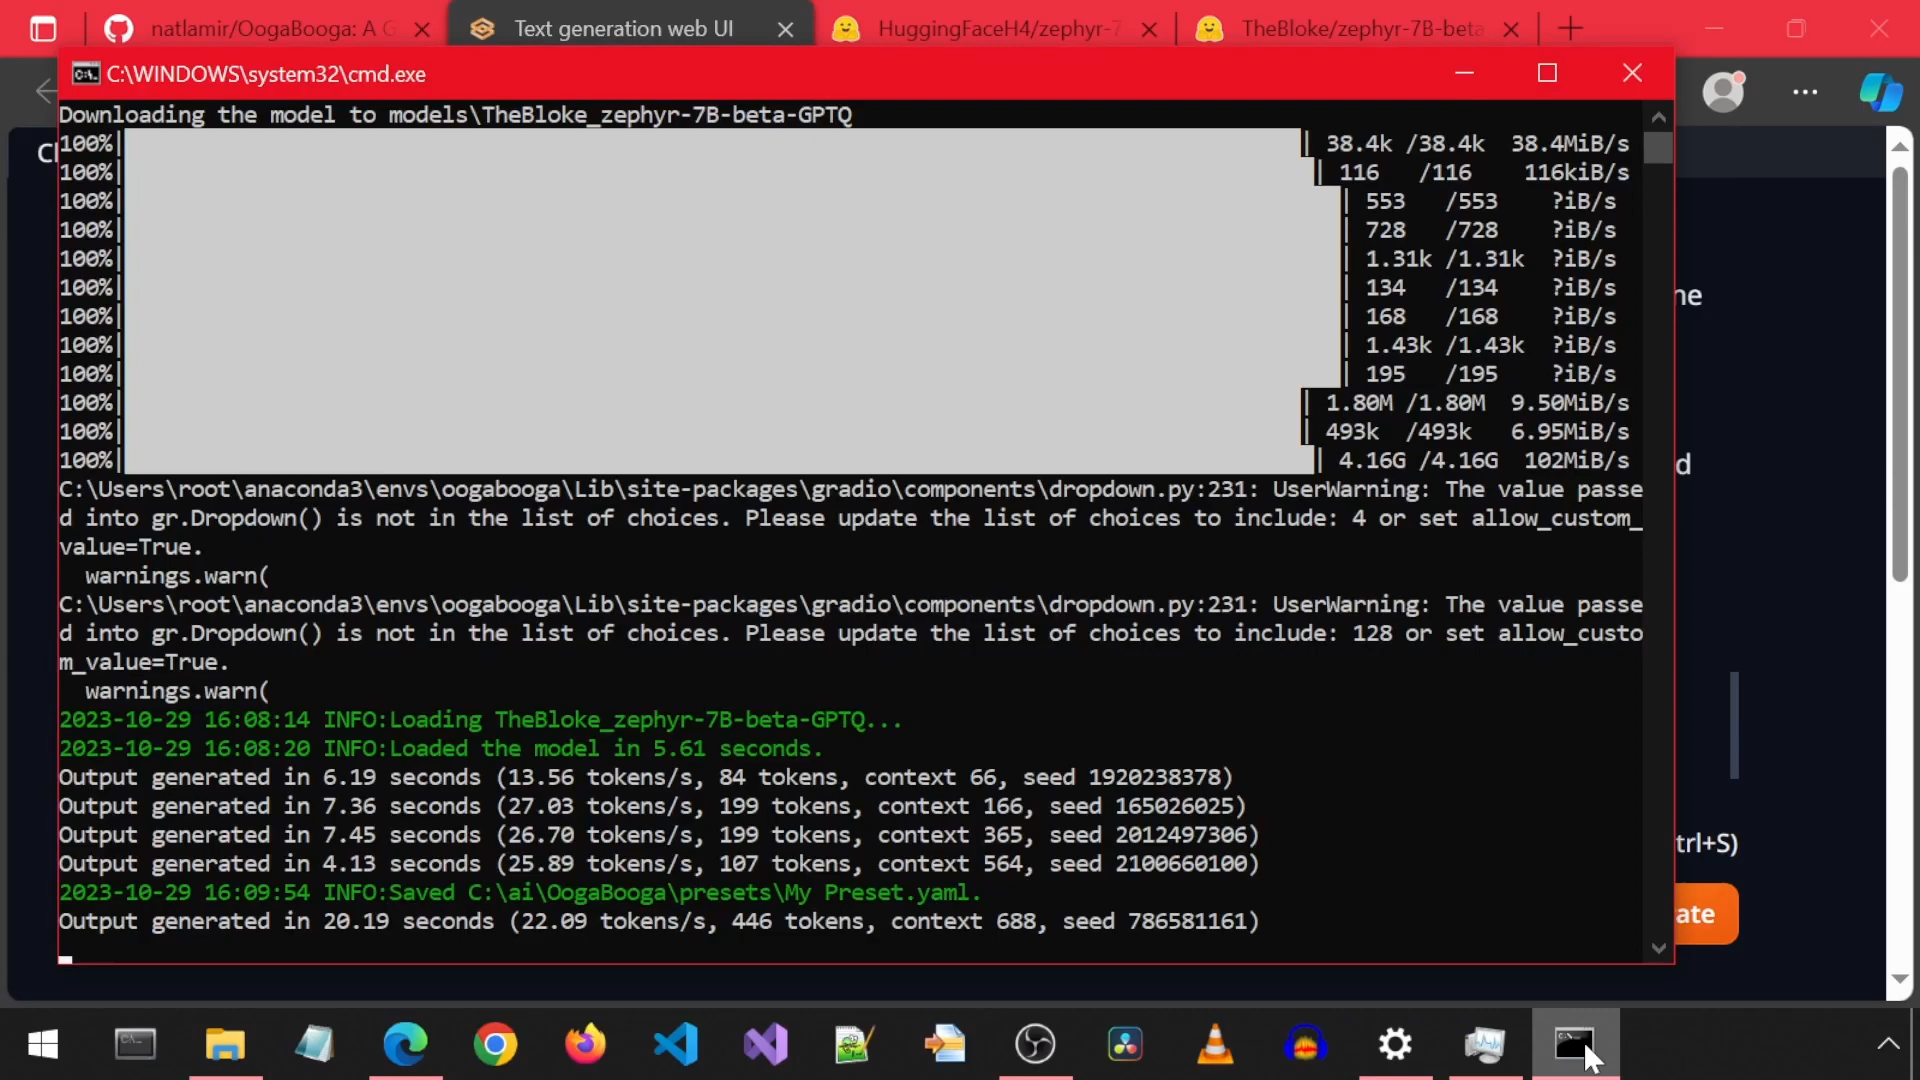 natlamir/OogaBooga: A G
Text generation web UI
HuggingFaceH4/zephyr-7
TheBloke/zephyr-7B-beta
C:\WINDOWS\system32\cmd.exe
Ch
Downloading the model to models\TheBloke_zephyr-7B-beta-GPTQ
100%| | 38.4k /38.4k 38.4MiB/s
100%| | 116 /116 116kiB/s
100%| | 553 /553 ?iB/s
100%| | 728 /728 ?iB/s
100%| | 1.31k /1.31k ?iB/s
100%| | 134 /134 ?iB/s
100%| | 168 /168 ?iB/s
100%| | 1.43k /1.43k ?iB/s
100%| | 195 /195 ?iB/s
100%| | 1.80M /1.80M 9.50MiB/s
100%| | 493k /493k 6.95MiB/s
100%| | 4.16G /4.16G 102MiB/s
C:\Users\root\anaconda3\envs\oogabooga\Lib\site-packages\gradio\components\dropdown.py:231: UserWarning: The value passe
d into gr.Dropdown() is not in the list of choices. Please update the list of choices to include: 4 or set allow_custom_
value=True.
warnings.warn(
C:\Users\root\anaconda3\envs\oogabooga\Lib\site-packages\gradio\components\dropdown.py:231: UserWarning: The value passe
d into gr.Dropdown() is not in the list of choices. Please update the list of choices to include: 128 or set allow_custo
m_value=True.
warnings.warn(
2023-10-29 16:08:14 INFO:Loading TheBloke_zephyr-7B-beta-GPTQ...
2023-10-29 16:08:20 INFO:Loaded the model in 5.61 seconds.
Output generated in 6.19 seconds (13.56 tokens/s, 84 tokens, context 66, seed 1920238378)
Output generated in 7.36 seconds (27.03 tokens/s, 199 tokens, context 166, seed 165026025)
Output generated in 7.45 seconds (26.70 tokens/s, 199 tokens, context 365, seed 2012497306)
Output generated in 4.13 seconds (25.89 tokens/s, 107 tokens, context 564, seed 2100660100)
2023-10-29 16:09:54 INFO:Saved C:\ai\OogaBooga\presets\My Preset.yaml.
Output generated in 20.19 seconds (22.09 tokens/s, 446 tokens, context 688, seed 786581161)
ne
d
trl+S)
ate